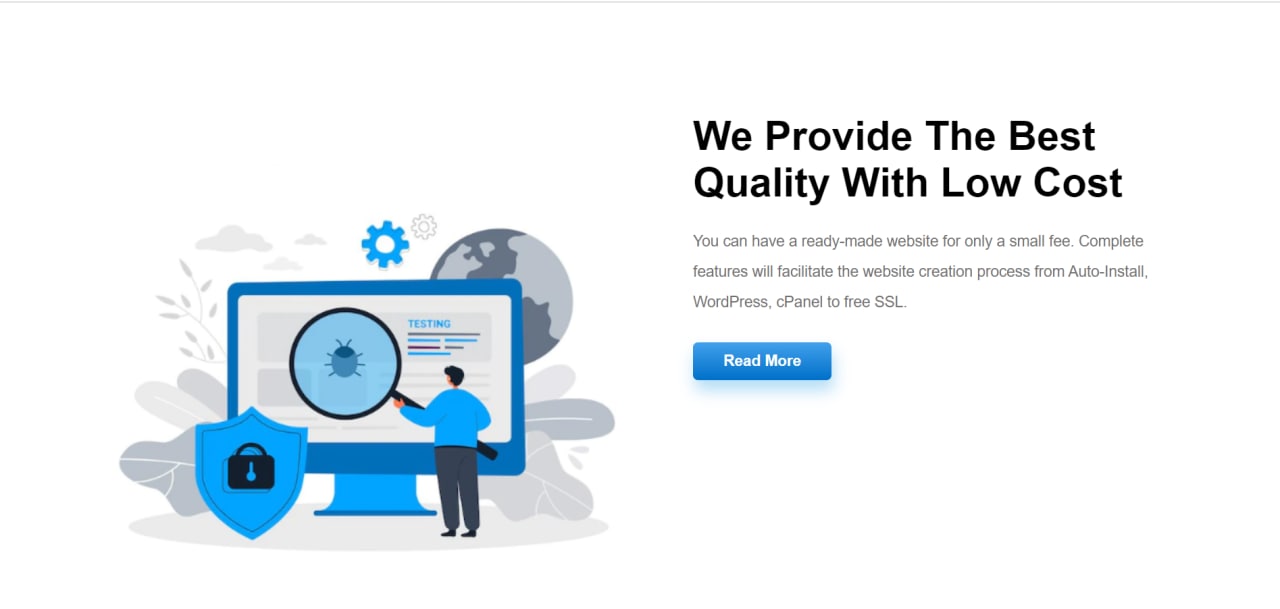 We Provide The Best
Quality With Low Cost
You can have a ready-made website for only a small fee. Complete
features will facilitate the website creation process from Auto-Install,
WordPress, cPanel to free SSL.
Read More
TESTING